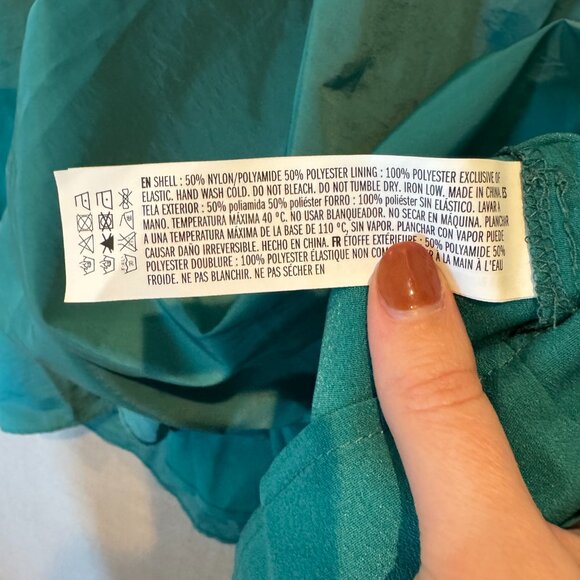 EN SHELL : 50% NYLON/POLYAMIDE 50% POLYESTER LINING : 100% POLYESTER EXCLUSIVE OF
ELASTIC. HAND WASH COLD. DO NOT BLEACH. DO NOT TUMBLE DRY. IRON LOW. MADE IN CHINA. ES
TELA EXTERIOR : 50% poliamida 50% poliéster FORRO : 100% poliéster SIN ELÁSTICO. LAVAR A
MANO. TEMPERATURA MÁXIMA 40 °C. NO USAR BLANQUEADOR. NO SECAR EN MÁQUINA. PLANCHAR
A UNA TEMPERATURA MÁXIMA DE LA BASE DE 110 °C, SIN VAPOR. PLANCHAR CON VAPOR PUEDE
CAUSAR DAÑO IRREVERSIBLE. HECHO EN CHINA. FR ÉTOFFE EXTÉRIEURE : 50% POLYAMIDE 50%
POLYESTER DOUBLURE : 100% POLYESTER ÉLASTIQUE NON À LA MAIN À L'EAU
FROIDE. NE PAS BLANCHIR. NE PAS SÉCHER EN